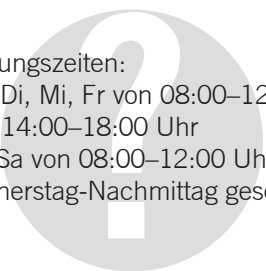 ungszeiten:
Di, Mi, Fr von 08:00–12
14:00–18:00 Uhr
Sa von 08:00–12:00 Uh
nerstag-Nachmittag ges